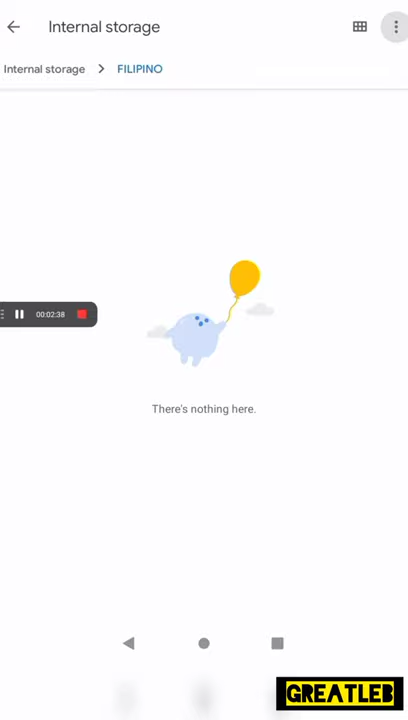 Internal storage
Internal storage > FILIPINO
00:02:38
There's nothing here.
GREATLEB